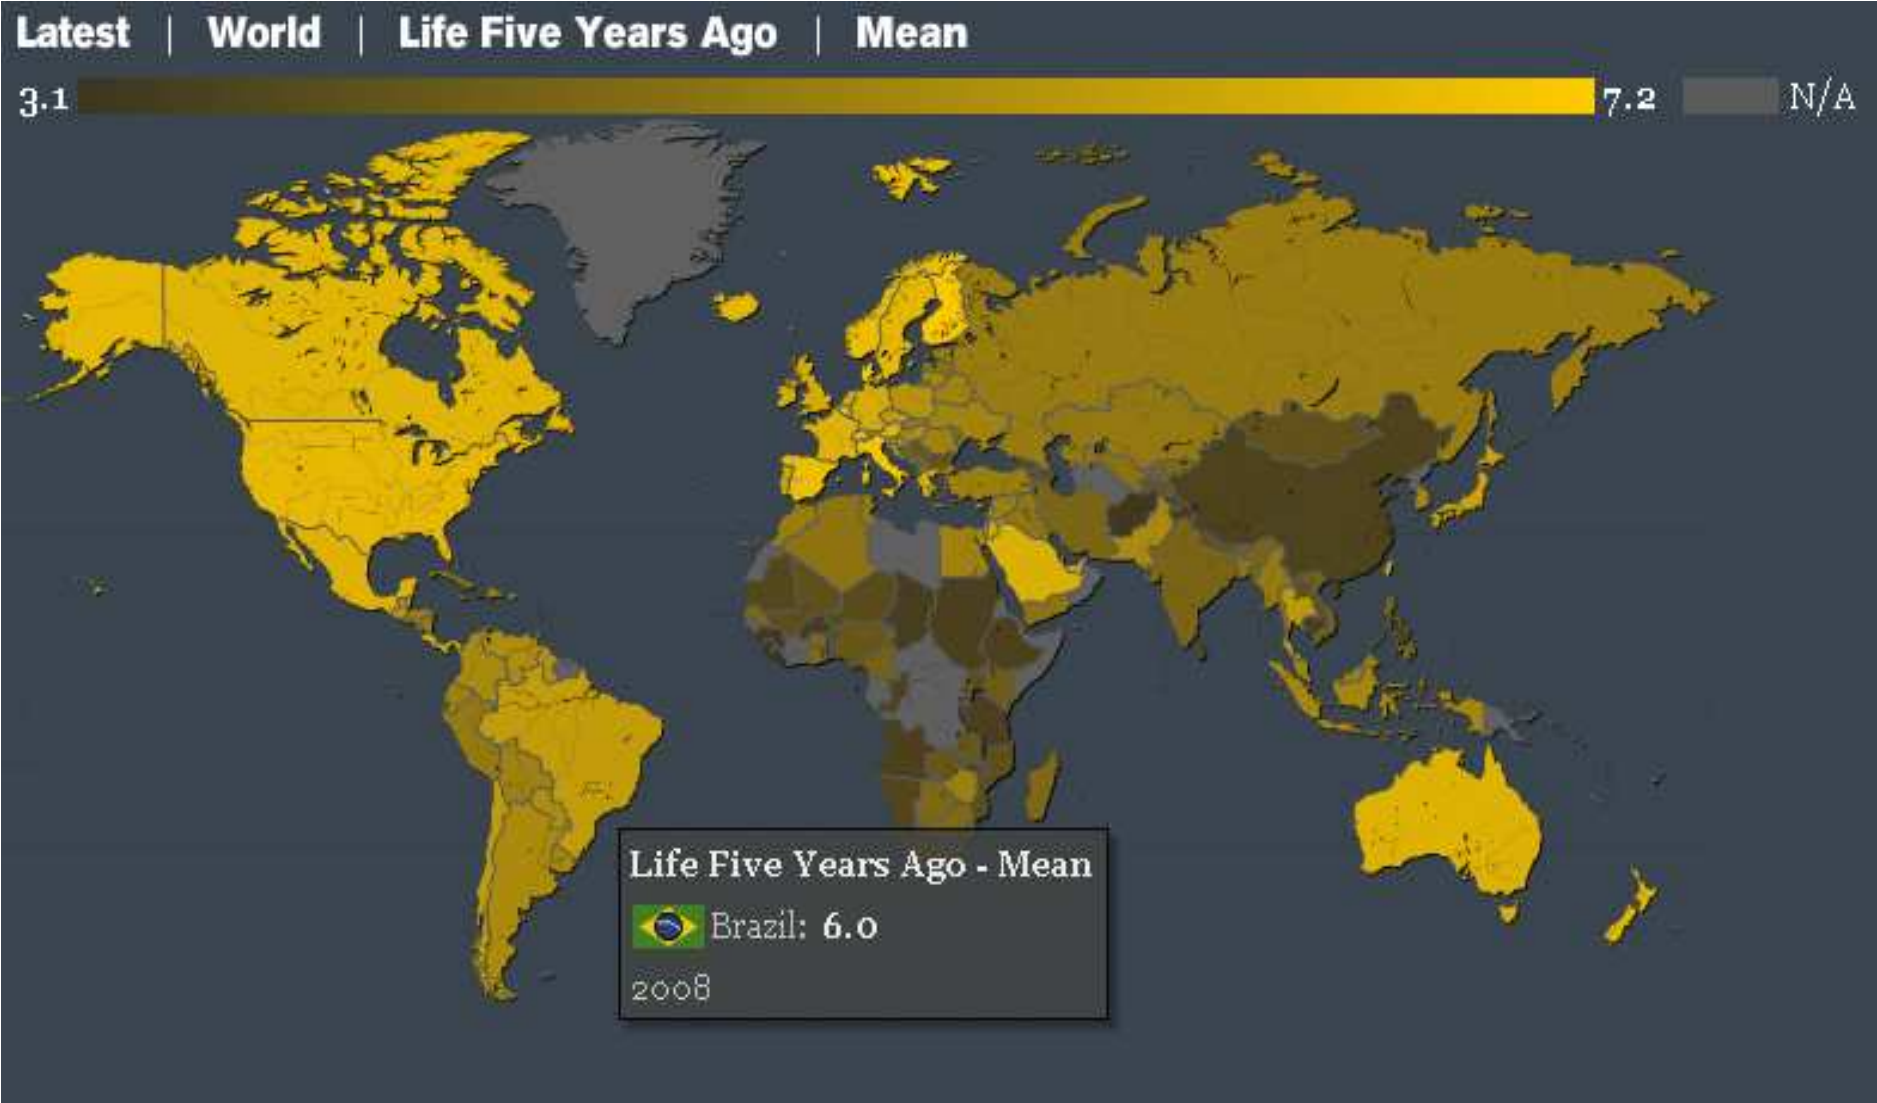 Latest | World | Life Five Years Ago | Mean
3.1 7.2 N/A
Life Five Years Ago - Mean
Brazil: 6.0
2008